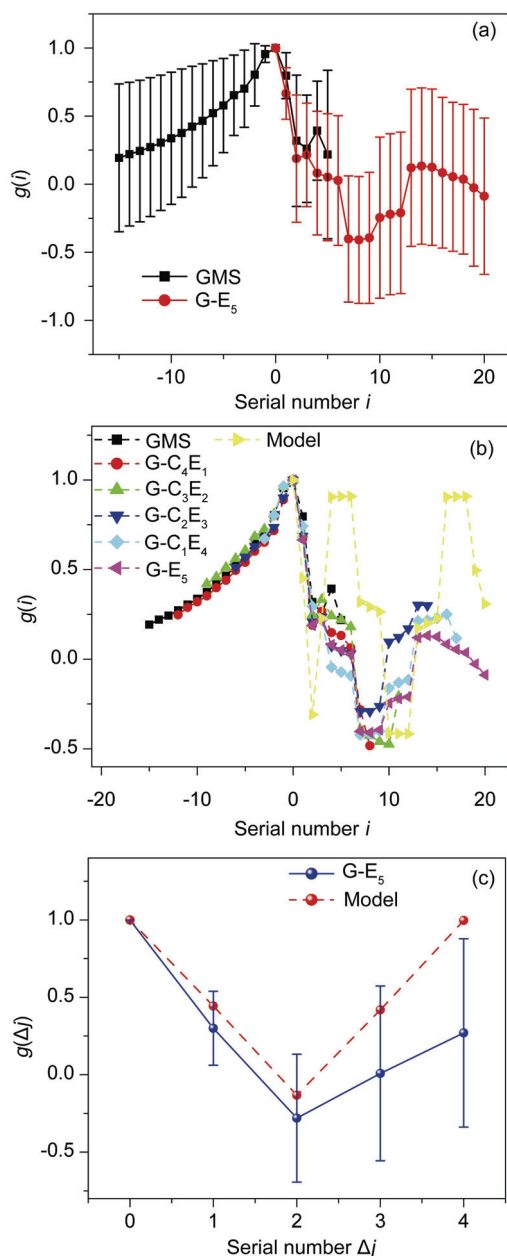 (a)
1.0
0.5
0.0
-0.5
-1.0
g(i)
GMS
G-E₅
-10 0 10 20
Serial number i
(b)
GMS Model
G-C₄E₁
G-C₃E₂
G-C₂E₃
G-C₁E₄
G-E₅
1.0
0.5
0.0
-0.5
g(i)
-20 -10 0 10 20
Serial number i
(c)
G-E₅
Model
1.0
0.5
0.0
-0.5
g(Δj)
0 1 2 3 4
Serial number Δj